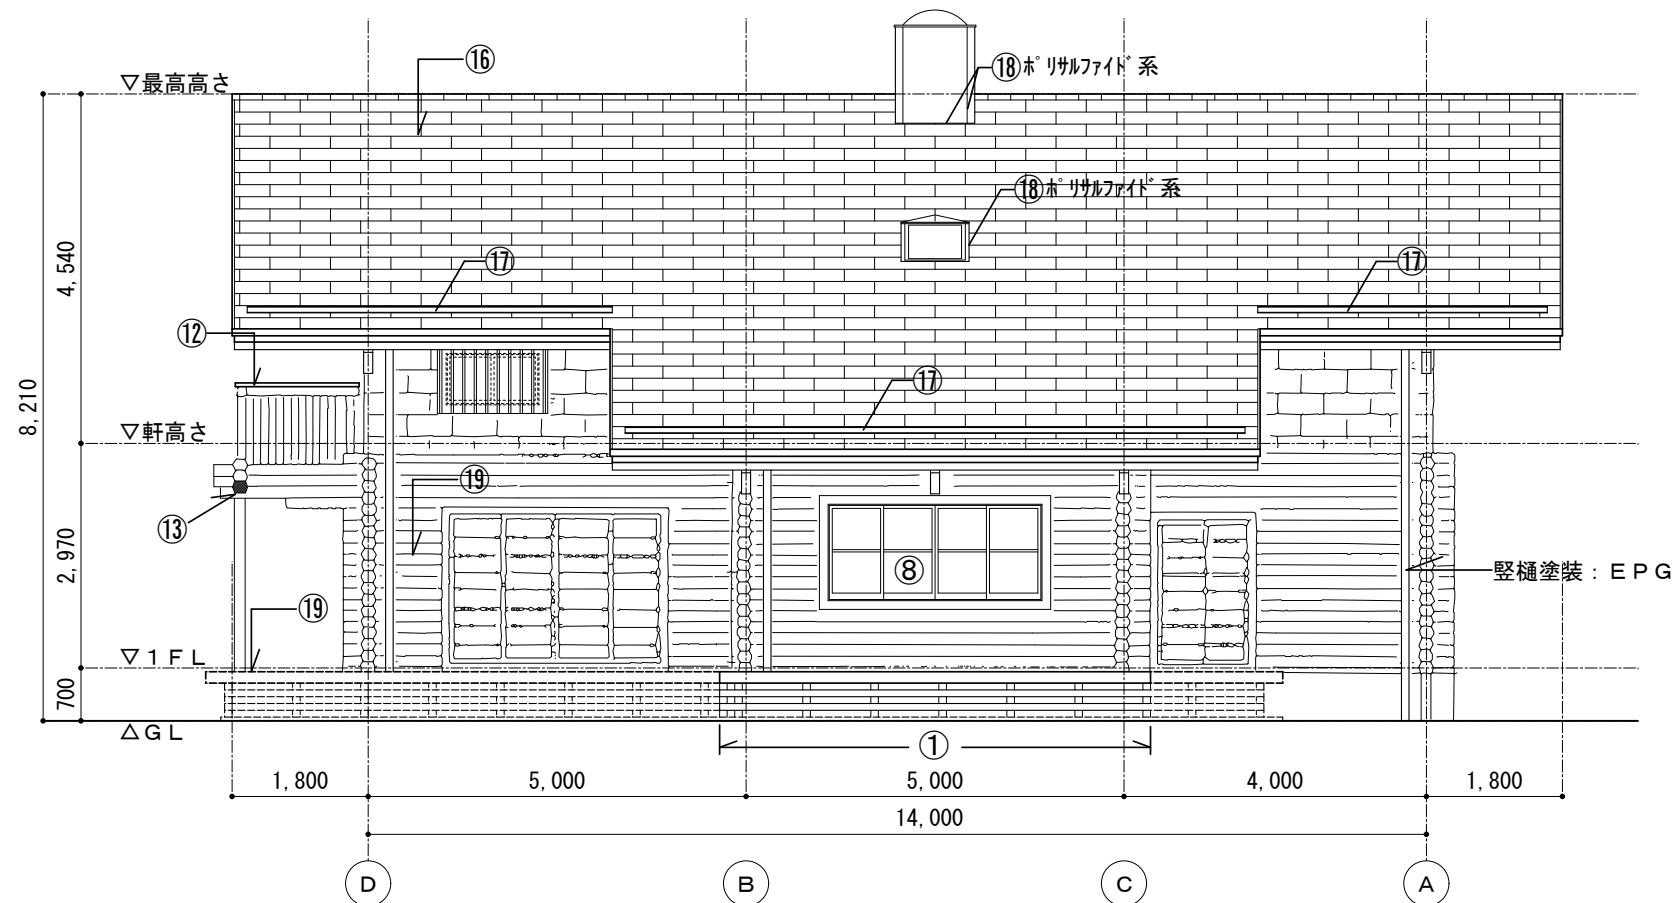 ⑯
⑱ポリサルファイド系
▽最高高さ
⑱ポリサルファイド系
4,540
⑰
⑰
⑫
8,210
⑰
▽軒高さ
⑲
⑬
2,970
⑧
竪樋塗装：ＥＰＧ
⑲
▽１ＦＬ
700
△ＧＬ
①
1,800
5,000
5,000
4,000
1,800
14,000
D
B
C
A